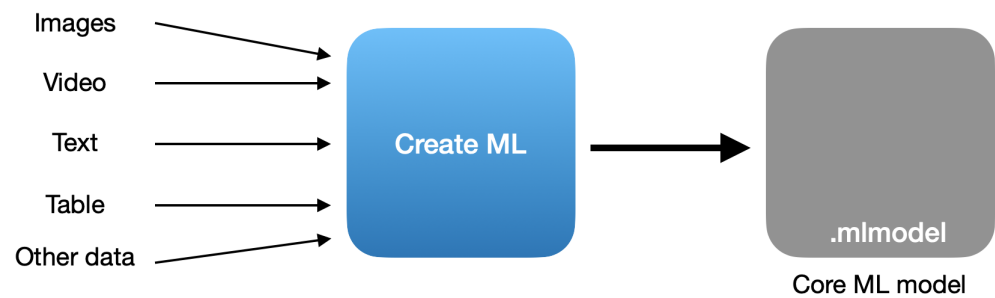 Images
Video
Text
Table
Other data
Create ML
.mlmodel
Core ML model